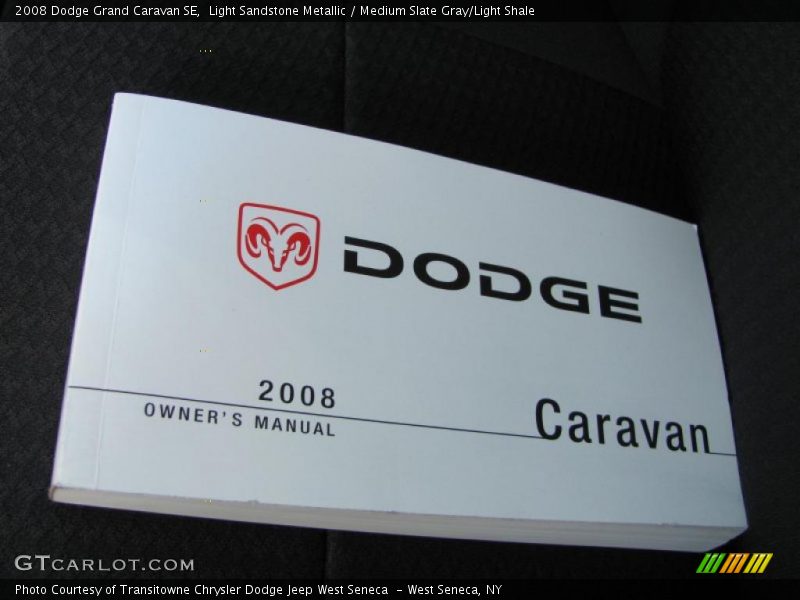 2008 Dodge Grand Caravan SE,  Light Sandstone Metallic / Medium Slate Gray/Light Shale
DODGE
2008
OWNER'S MANUAL
Caravan
GTCARLOT.COM
Photo Courtesy of Transitowne Chrysler Dodge Jeep West Seneca  - West Seneca, NY